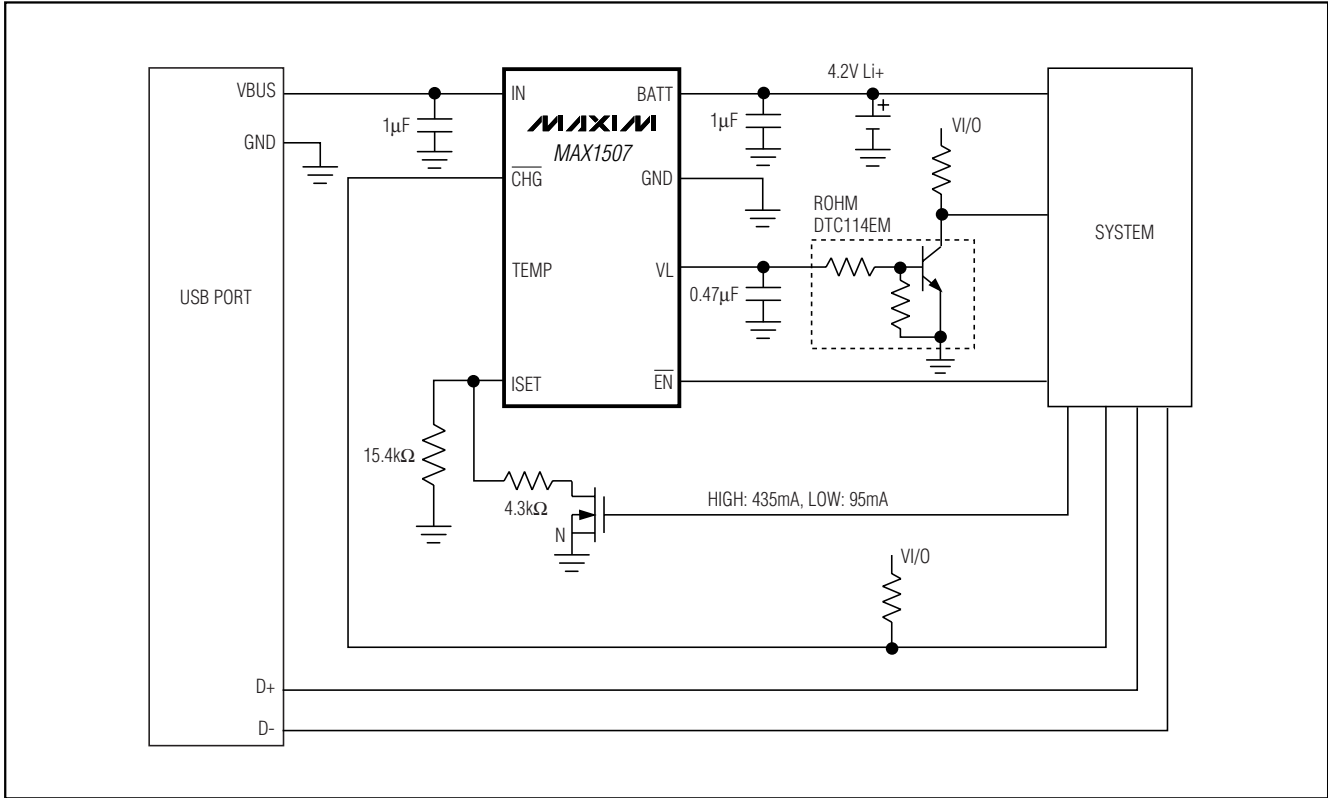 VBUS
GND
USB PORT
D+
D-
1µF
IN
BATT
MAXIM
MAX1507
CHG
GND
TEMP
VL
ISET
EN
1µF
4.2V Li+
+
VI/O
ROHM
DTC114EM
0.47µF
SYSTEM
15.4kΩ
4.3kΩ
N
HIGH: 435mA, LOW: 95mA
VI/O